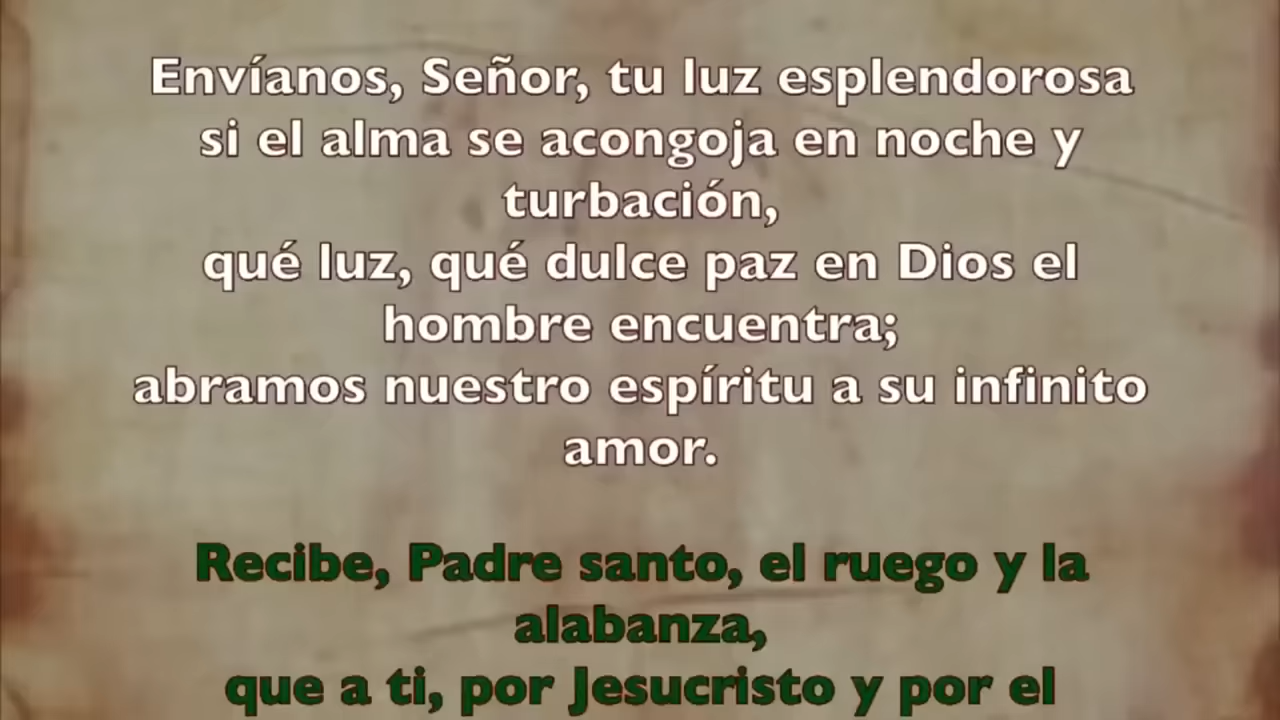 Envíanos, Señor, tu luz esplendorosa
si el alma se acongoja en noche y
turbación,
qué luz, qué dulce paz en Dios el
hombre encuentra;
abramos nuestro espíritu a su infinito
amor.
Recibe, Padre santo, el ruego y la
alabanza,
que a ti, por Jesucristo y por el